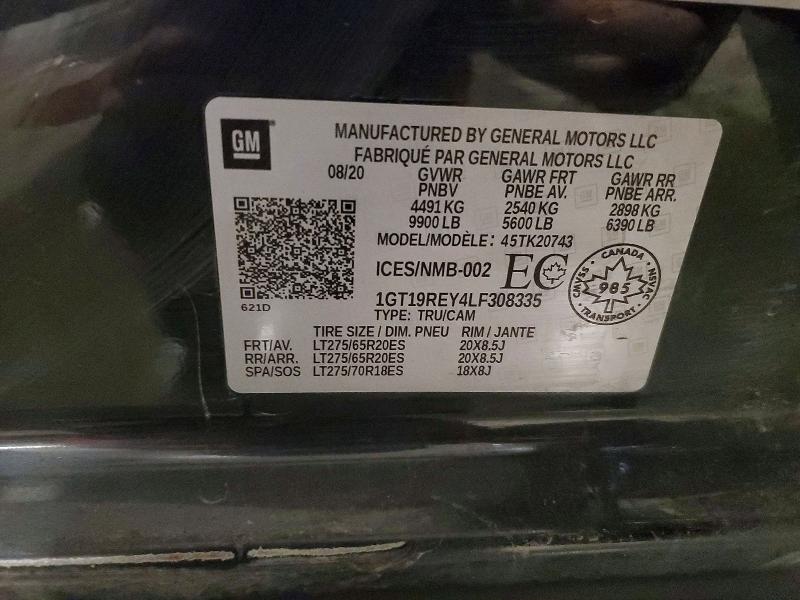 GM
MANUFACTURED BY GENERAL MOTORS LLC
FABRIQUÉ PAR GENERAL MOTORS LLC
08/20 GVWR GAWR FRT GAWR RR
PNBV PNBE AV. PNBE ARR.
4491 KG 2540 KG 2898 KG
9900 LB 5600 LB 6390 LB
MODEL/MODÈLE: 45TK20743
ICES/NMB-002 EC
CANADA
CMVSS 985 NSVAC
TRANSPORT
1GT19REY4LF308335
621D
TYPE: TRU/CAM
TIRE SIZE / DIM. PNEU RIM / JANTE
FRT/AV. LT275/65R20ES 20X8.5J
RR/ARR. LT275/65R20ES 20X8.5J
SPA/SOS LT275/70R18ES 18X8J